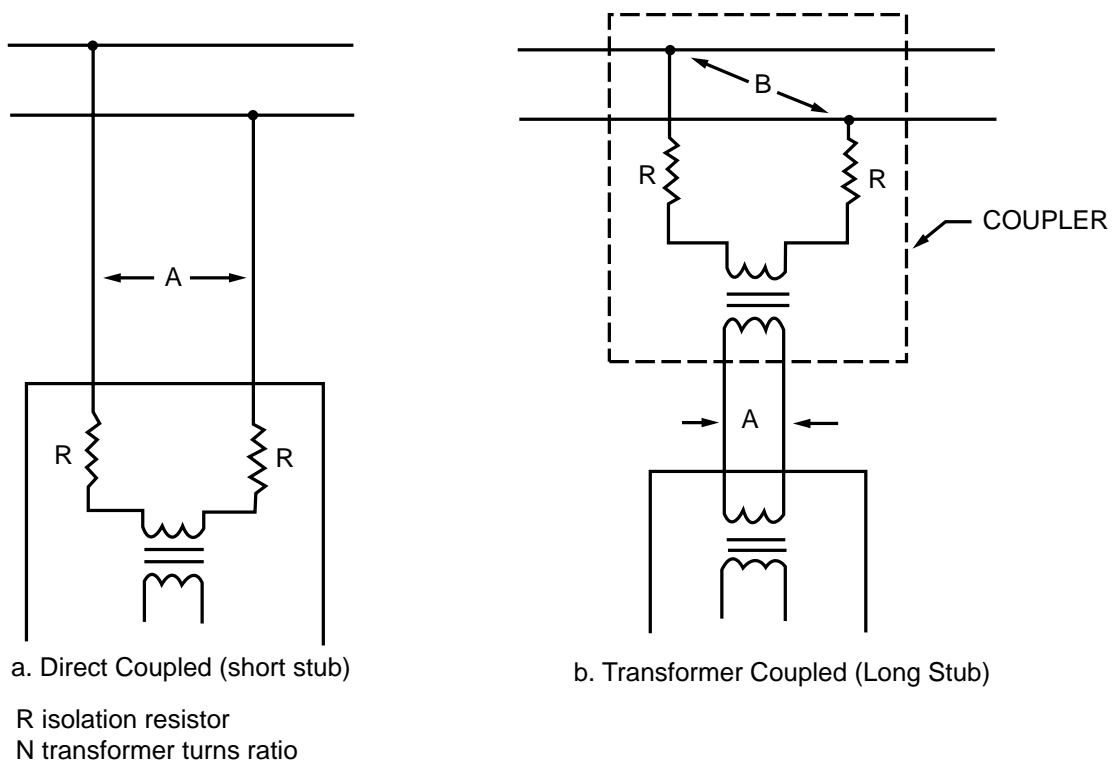 A
R
R
a. Direct Coupled (short stub)
R isolation resistor
N transformer turns ratio
B
R
R
COUPLER
A
b. Transformer Coupled (Long Stub)